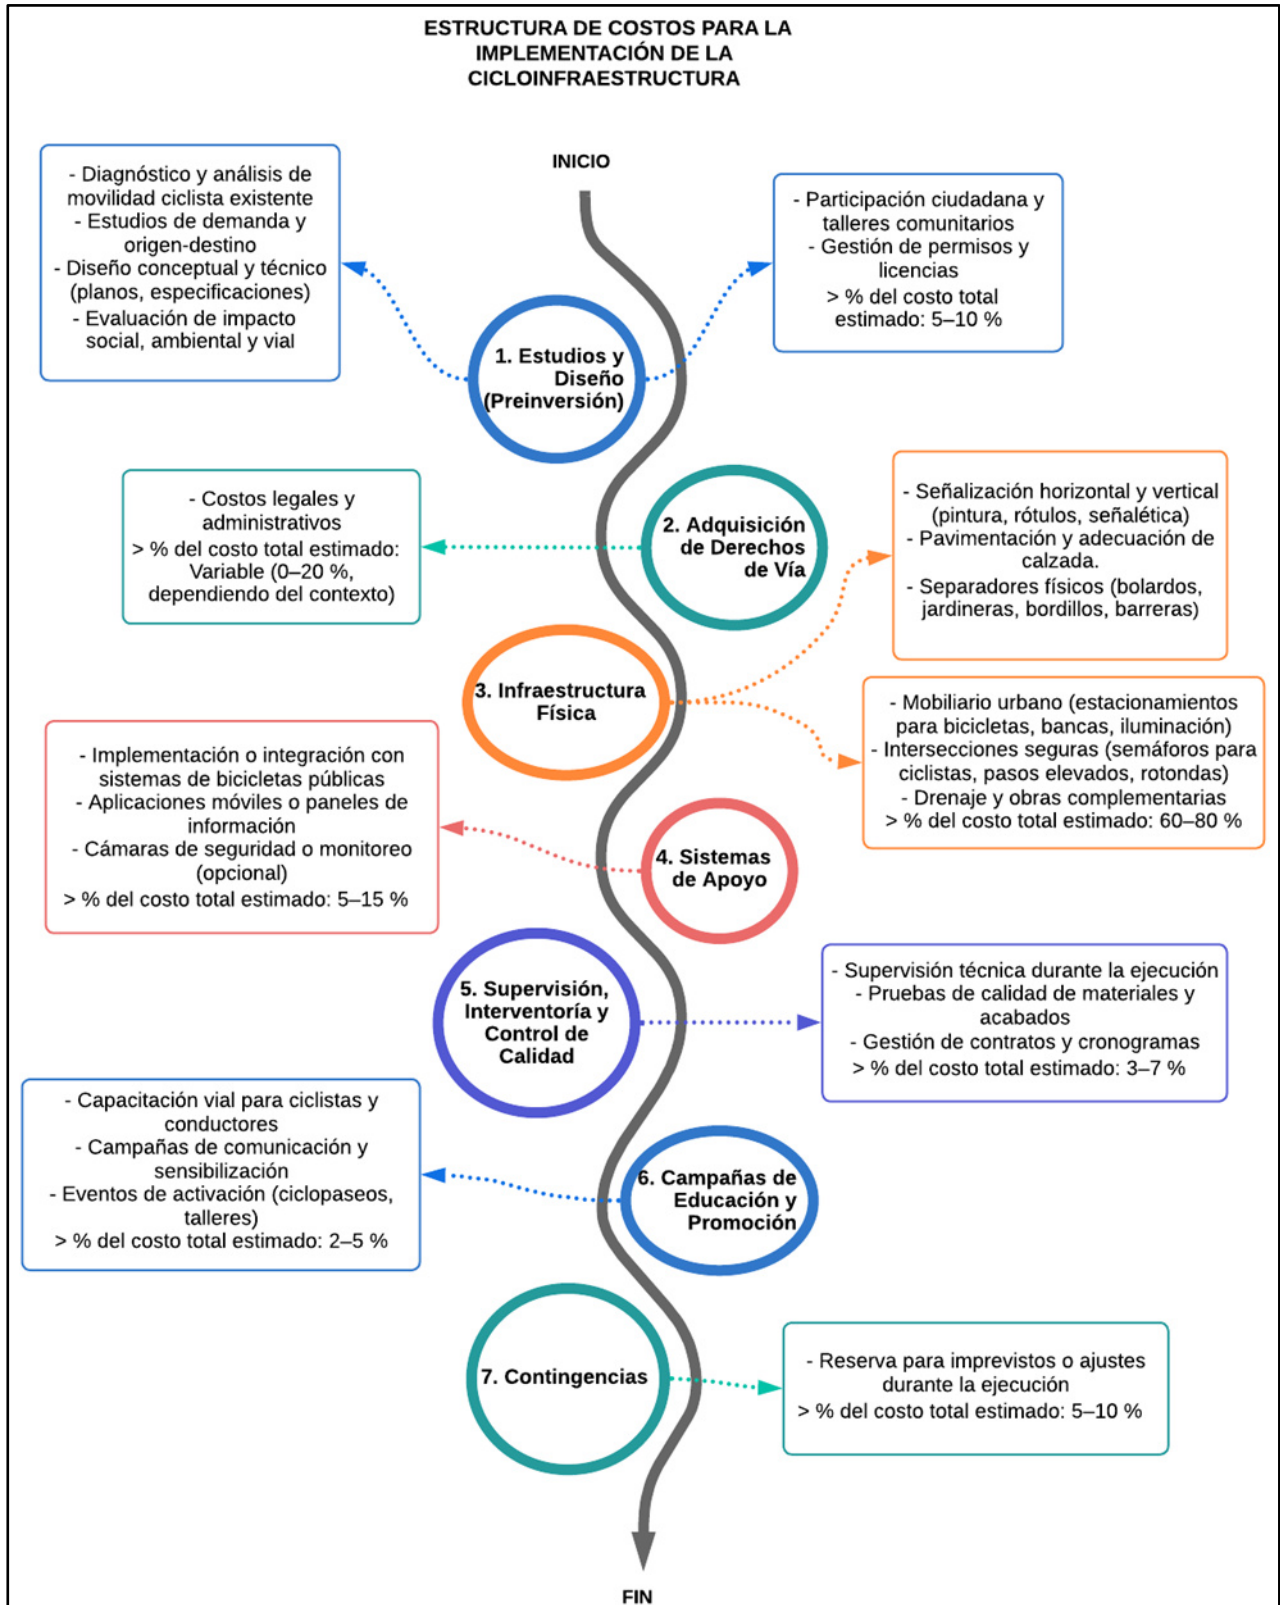 ESTRUCTURA DE COSTOS PARA LA
IMPLEMENTACIÓN DE LA
CICLOINFRAESTRUCTURA
INICIO
- Diagnóstico y análisis de
movilidad ciclista existente
- Estudios de demanda y
origen-destino
- Diseño conceptual y técnico
(planos, especificaciones)
- Evaluación de impacto
social, ambiental y vial
- Participación ciudadana y
talleres comunitarios
- Gestión de permisos y
licencias
> % del costo total
estimado: 5–10 %
1. Estudios y
Diseño
(Preinversión)
- Costos legales y
administrativos
> % del costo total estimado:
Variable (0–20 %,
dependiendo del contexto)
2. Adquisición
de Derechos
de Vía
- Señalización horizontal y vertical
(pintura, rótulos, señalética)
- Pavimentación y adecuación de
calzada.
- Separadores físicos (bolardos,
jardineras, bordillos, barreras)
3. Infraestructura
Física
- Mobiliario urbano (estacionamientos
para bicicletas, bancas, iluminación)
- Intersecciones seguras (semáforos para
ciclistas, pasos elevados, rotondas)
- Drenaje y obras complementarias
> % del costo total estimado: 60–80 %
- Implementación o integración con
sistemas de bicicletas públicas
- Aplicaciones móviles o paneles de
información
- Cámaras de seguridad o monitoreo
(opcional)
> % del costo total estimado: 5–15 %
4. Sistemas
de Apoyo
5. Supervisión,
Interventoría y
Control de
Calidad
- Supervisión técnica durante la ejecución
- Pruebas de calidad de materiales y
acabados
- Gestión de contratos y cronogramas
> % del costo total estimado: 3–7 %
- Capacitación vial para ciclistas y
conductores
- Campañas de comunicación y
sensibilización
- Eventos de activación (ciclopaseos,
talleres)
> % del costo total estimado: 2–5 %
6. Campañas de
Educación y
Promoción
7. Contingencias
- Reserva para imprevistos o ajustes
durante la ejecución
> % del costo total estimado: 5–10 %
FIN